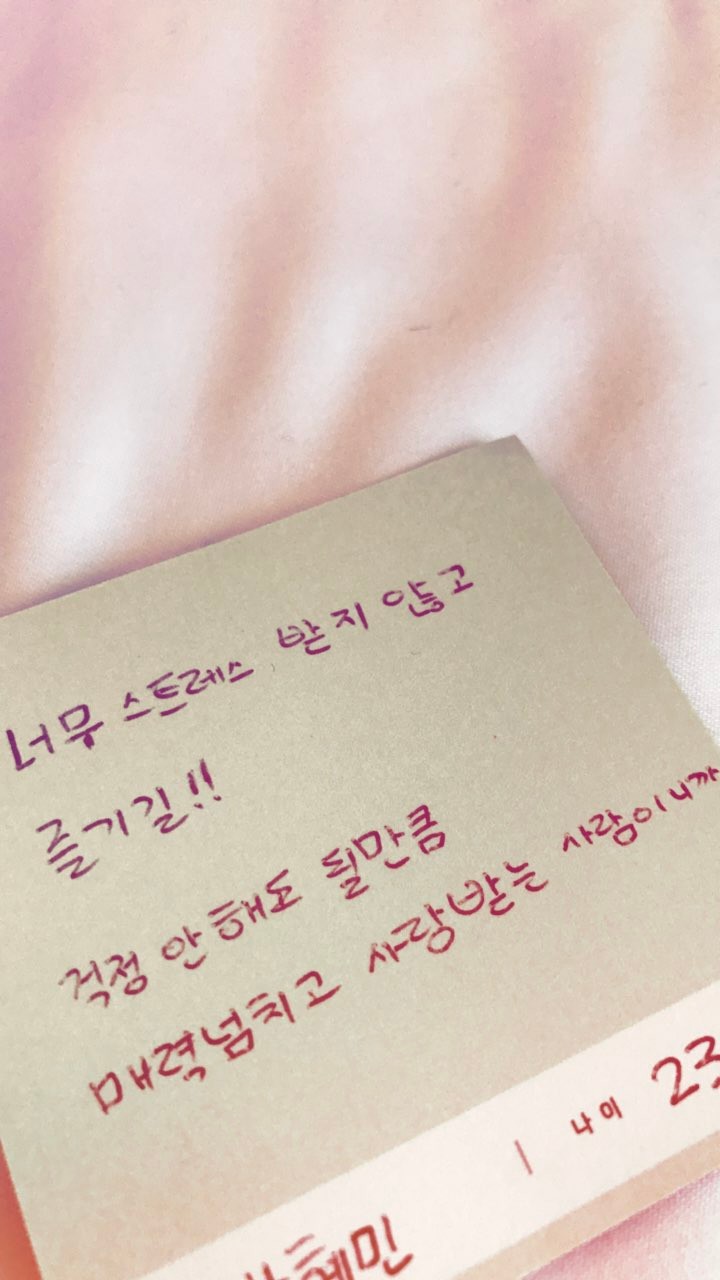 너무 스트레스 받지 않고
즐기길!!
걱정 안 해도 될만큼
매력넘치고 사랑받는 사람이니까
혜민 | 나이 23